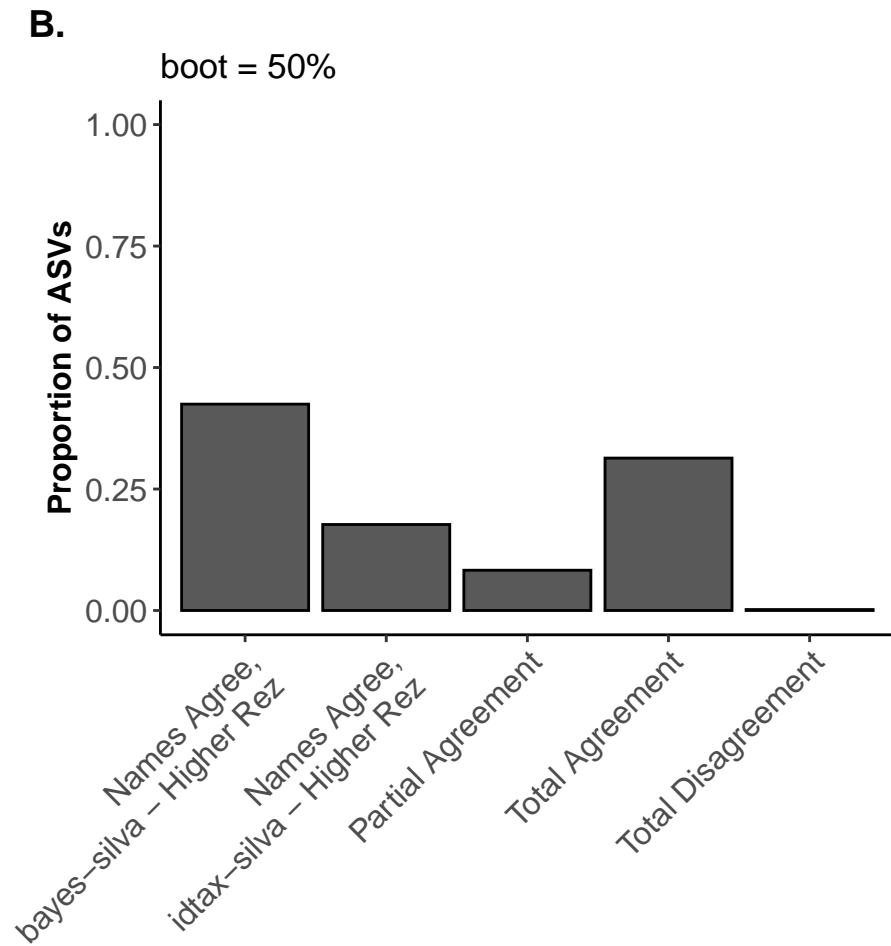 B.
boot = 50%
Proportion of ASVs
1.00
0.75
0.50
0.25
0.00
Names Agree,
bayes−silva − Higher Rez
Names Agree,
idtax−silva − Higher Rez
Partial Agreement
Total Agreement
Total Disagreement